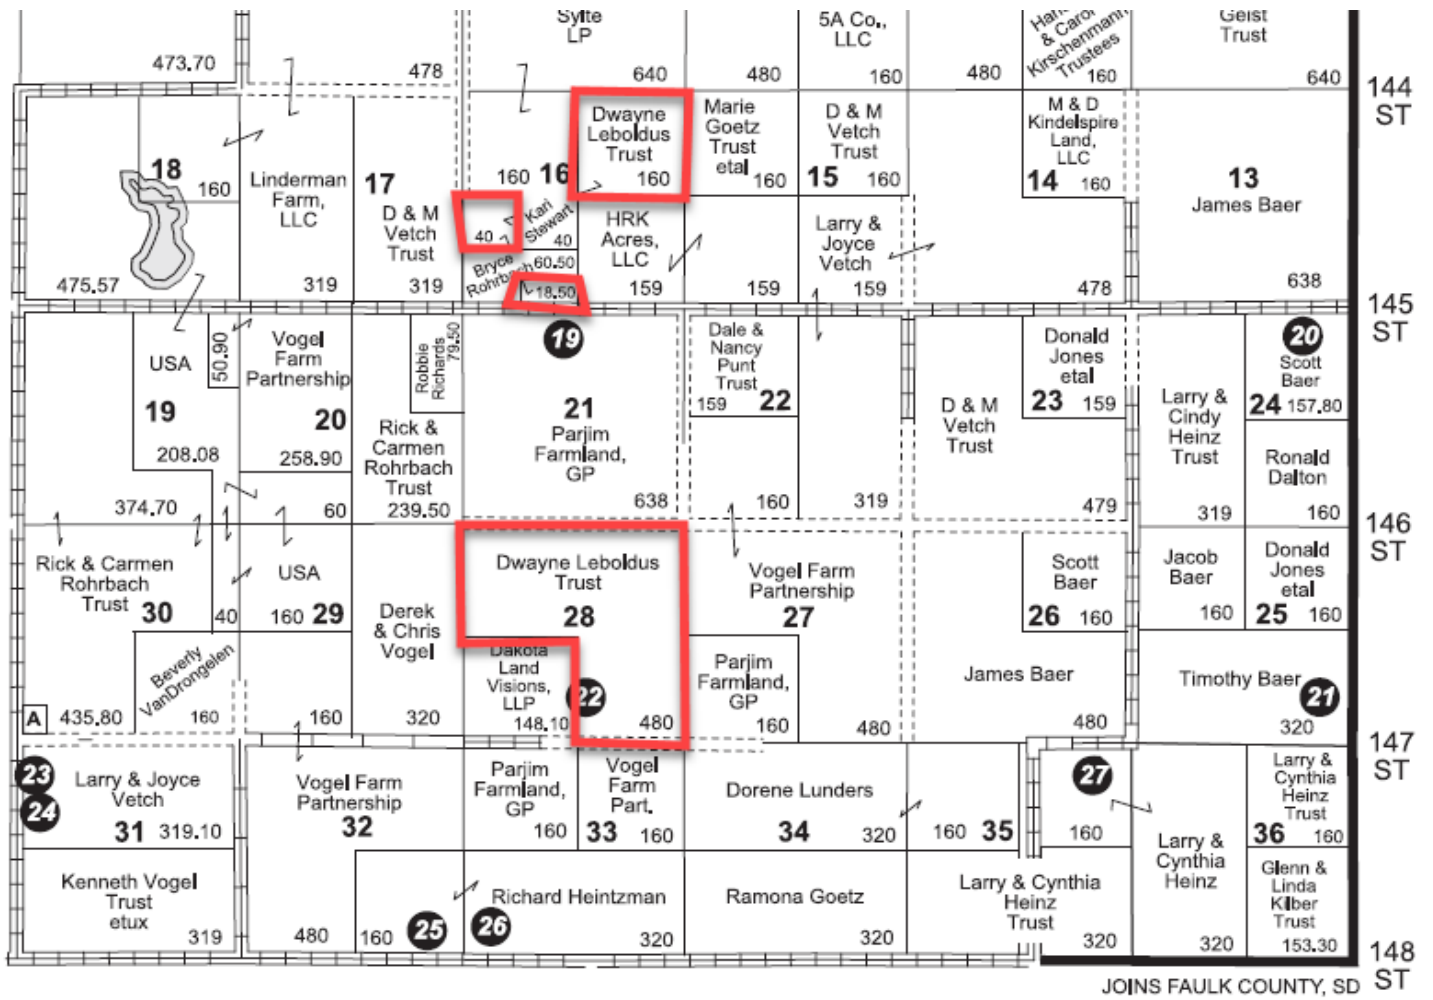 Sylte
LP
5A Co.,
LLC
& Carol
Kirschenmann
Trustees
Geist
Trust
473.70
478
640
480
160
480
160
640
144
ST
18
160
475.57
Linderman
Farm,
LLC
319
17
D & M
Vetch
Trust
319
160
16
Dwayne
Leboldus
Trust
160
40
Kari
Stewart
40
Bryce
Rohrbach
60.50
18.50
HRK
Acres,
LLC
159
Marie
Goetz
Trust
etal
160
159
D & M
Vetch
Trust
15
160
Larry &
Joyce
Vetch
159
M & D
Kindelspire
Land,
LLC
14
160
478
13
James Baer
638
145
ST
USA
50.90
19
208.08
374.70
Vogel
Farm
Partnership
20
258.90
60
Robbie
Richards
79.50
Rick &
Carmen
Rohrbach
Trust
239.50
19
21
Parjim
Farmland,
GP
638
Dale &
Nancy
Punt
Trust
159
22
160
319
D & M
Vetch
Trust
479
Donald
Jones
etal
23
159
Larry &
Cindy
Heinz
Trust
319
20
Scott
Baer
24
157.80
Ronald
Dalton
160
146
ST
Rick & Carmen
Rohrbach
Trust
30
40
435.80
A
Beverly
VanDrongelen
160
USA
160
29
160
Derek
& Chris
Vogel
320
Dwayne Leboldus
Trust
28
480
Dakota
Land
Visions,
LLP
148.10
22
Vogel Farm
Partnership
27
480
Parjim
Farmland,
GP
160
Scott
Baer
26
160
James Baer
480
Jacob
Baer
160
Donald
Jones
etal
25
160
Timothy Baer
21
320
147
ST
23
24
Larry & Joyce
Vetch
31
319.10
Kenneth Vogel
Trust
etux
319
Vogel Farm
Partnership
32
480
160
25
Parjim
Farmland,
GP
160
Vogel
Farm
Part.
33
160
26
Richard Heintzman
320
Dorene Lunders
34
320
Ramona Goetz
320
160
35
Larry & Cynthia
Heinz
Trust
320
27
160
Larry &
Cynthia
Heinz
320
Larry &
Cynthia
Heinz
Trust
36
160
Glenn &
Linda
Kilber
Trust
153.30
148
ST
JOINS FAULK COUNTY, SD